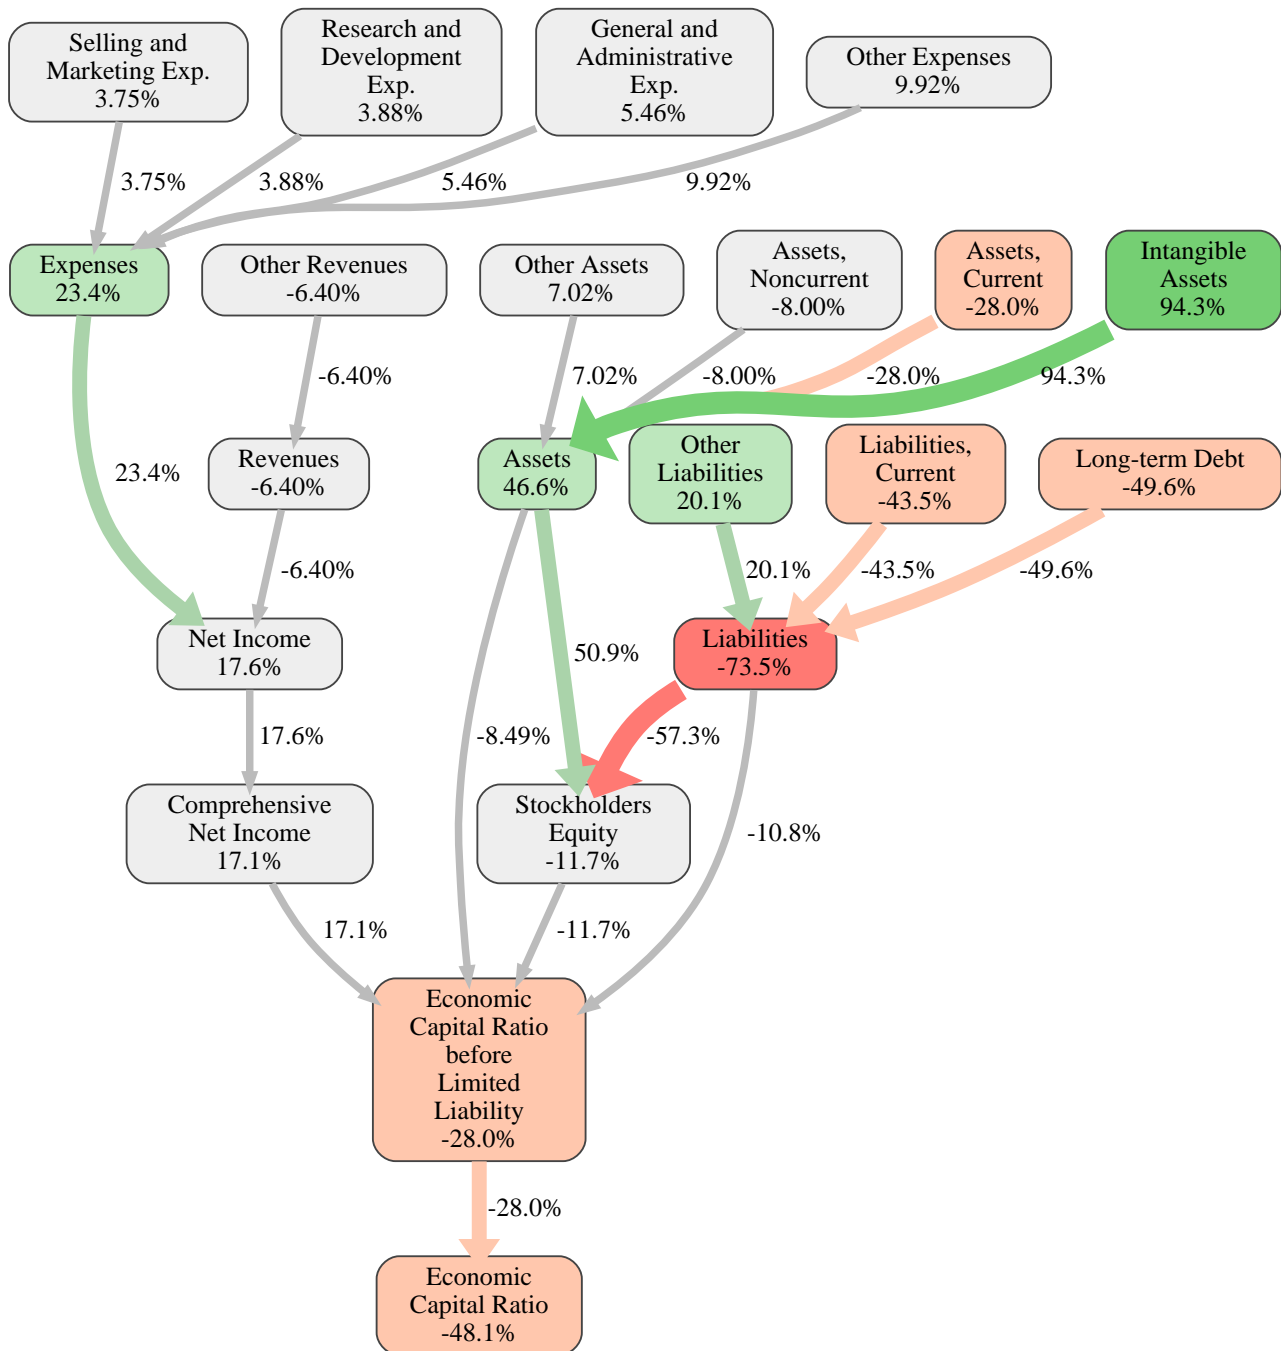 Selling and
Marketing Exp.
3.75%
Research and
Development
Exp.
3.88%
General and
Administrative
Exp.
5.46%
Other Expenses
9.92%
3.75%
3.88%
5.46%
9.92%
Expenses
23.4%
Other Revenues
-6.40%
Other Assets
7.02%
Assets,
Noncurrent
-8.00%
Assets,
Current
-28.0%
Intangible
Assets
94.3%
-6.40%
7.02%
-8.00%
-28.0%
94.3%
23.4%
Revenues
-6.40%
Assets
46.6%
Other
Liabilities
20.1%
Liabilities,
Current
-43.5%
Long-term Debt
-49.6%
-6.40%
20.1%
-43.5%
-49.6%
Net Income
17.6%
50.9%
Liabilities
-73.5%
17.6%
-8.49%
-57.3%
Comprehensive
Net Income
17.1%
Stockholders
Equity
-11.7%
-10.8%
17.1%
-11.7%
Economic
Capital Ratio
before
Limited
Liability
-28.0%
-28.0%
Economic
Capital Ratio
-48.1%